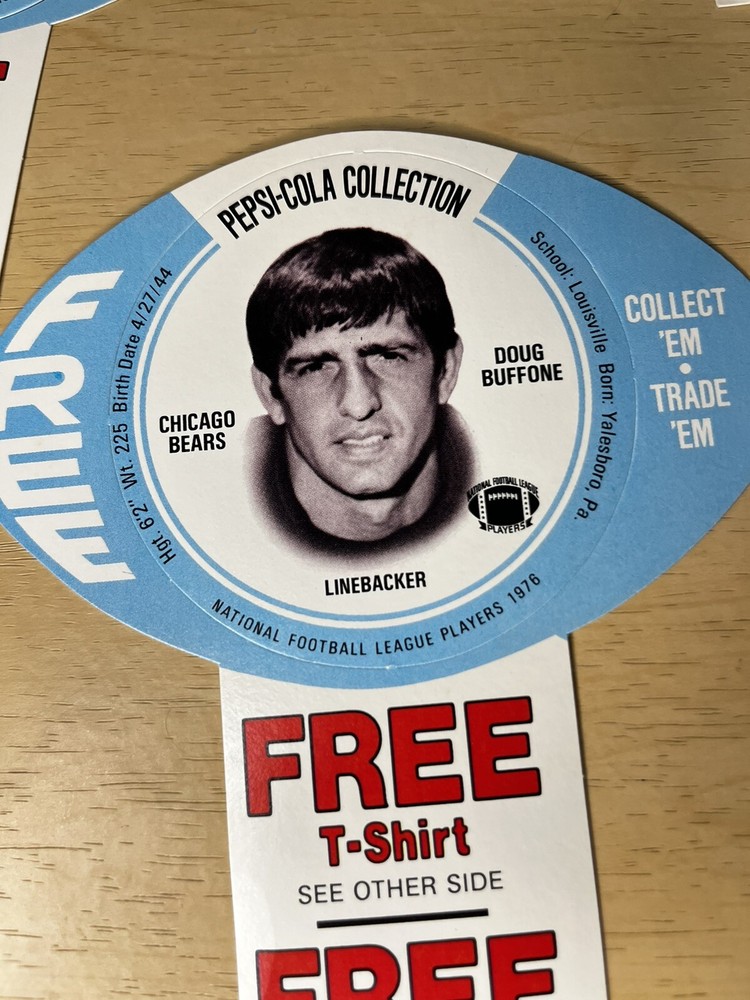 PEPSI-COLA COLLECTION
FREE
Hgt. 6'2" Wt. 225 Birth Date 4/27/44
School: Louisville Born: Yalesboro, Pa.
CHICAGO
BEARS
DOUG
BUFFONE
NATIONAL FOOTBALL LEAGUE
PLAYERS
LINEBACKER
NATIONAL FOOTBALL LEAGUE PLAYERS 1976
COLLECT
'EM
•
TRADE
'EM
FREE
T-Shirt
SEE OTHER SIDE
FREE